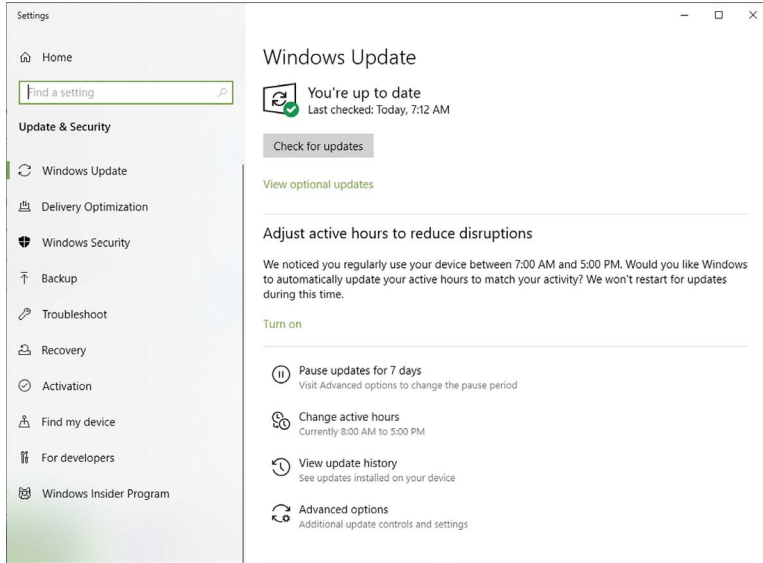 Settings
Home
Find a setting
Update & Security
Windows Update
Delivery Optimization
Windows Security
Backup
Troubleshoot
Recovery
Activation
Find my device
For developers
Windows Insider Program
Windows Update
You're up to date
Last checked: Today, 7:12 AM
Check for updates
View optional updates
Adjust active hours to reduce disruptions
We noticed you regularly use your device between 7:00 AM and 5:00 PM. Would you like Windows
to automatically update your active hours to match your activity? We won't restart for updates
during this time.
Turn on
Pause updates for 7 days
Visit Advanced options to change the pause period
Change active hours
Currently 8:00 AM to 5:00 PM
View update history
See updates installed on your device
Advanced options
Additional update controls and settings